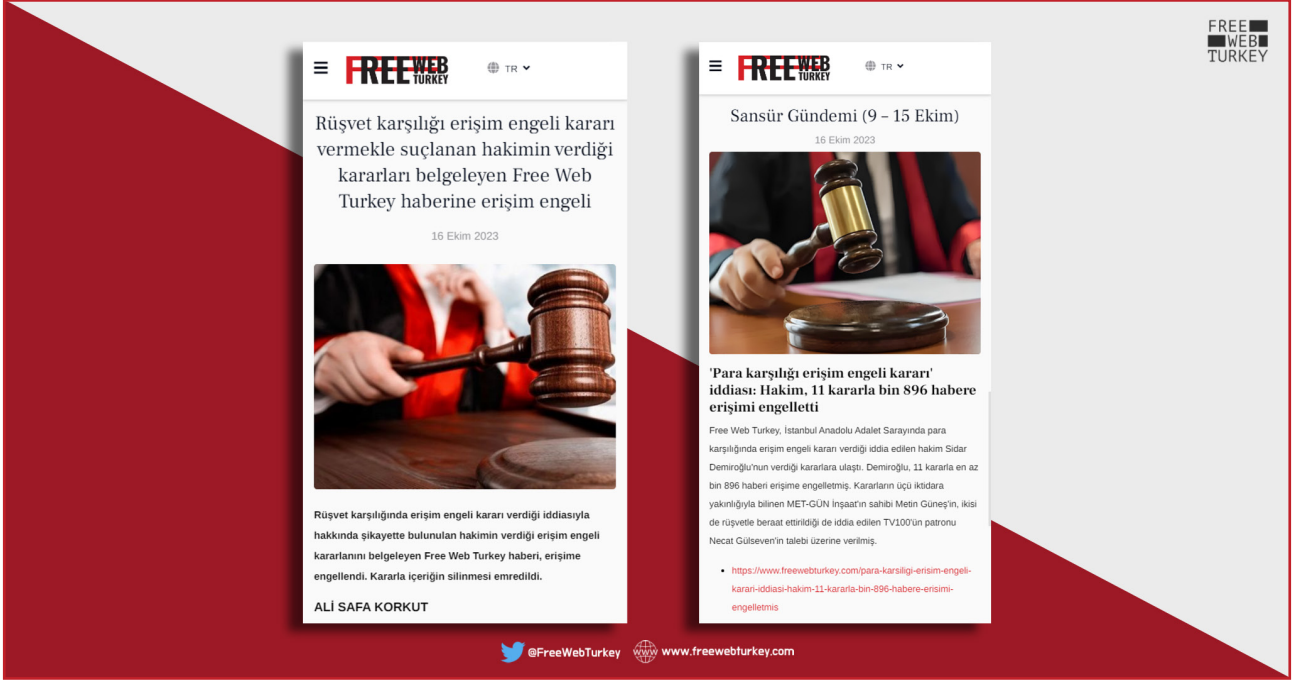 FREE
WEB
TURKEY
FREE WEB
TURKEY
TR
Rüşvet karşılığı erişim engeli kararı
vermekle suçlanan hakimin verdiği
kararları belgeleyen Free Web
Turkey haberine erişim engeli
16 Ekim 2023
Rüşvet karşılığında erişim engeli kararı verdiği iddiasıyla
hakkında şikayette bulunulan hakimin verdiği erişim engeli
kararlarını belgeleyen Free Web Turkey haberi, erişime
engellendi. Kararla içeriğin silinmesi emredildi.
ALİ SAFA KORKUT
FREE WEB
TURKEY
TR
Sansür Gündemi (9 – 15 Ekim)
16 Ekim 2023
'Para karşılığı erişim engeli kararı'
iddiası: Hakim, 11 kararla bin 896 habere
erişimi engelletti
Free Web Turkey, İstanbul Anadolu Adalet Sarayında para
karşılığında erişim engeli kararı verdiği iddia edilen hakim Sidar
Demiroğlu'nun verdiği kararlara ulaştı. Demiroğlu, 11 kararla en az
bin 896 haberi erişime engelletmiş. Kararların üçü iktidara
yakınlığıyla bilinen MET-GÜN İnşaat'ın sahibi Metin Güneş'in, ikisi
de rüşvetle beraat ettirildiği de iddia edilen TV100'ün patronu
Necat Gülseven'in talebi üzerine verilmiş.
https://www.freewebturkey.com/para-karsiligi-erisim-engeli-
karari-iddiasi-hakim-11-kararla-bin-896-habere-erisimi-
engelletmis
@FreeWebTurkey www www.freewebturkey.com